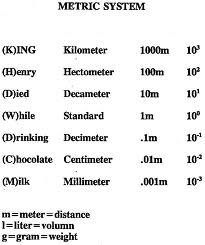 METRIC SYSTEM
(K)ING Kilometer 1000m 10³
(H)enry Hectometer 100m 10²
(D)ied Decameter 10m 10¹
(W)hile Standard 1m 10⁰
(D)rinking Decimeter .1m 10⁻¹
(C)hocolate Centimeter .01m 10⁻²
(M)ilk Millimeter .001m 10⁻³
m=meter=distance
l=liter=volumn
g=gram=weight